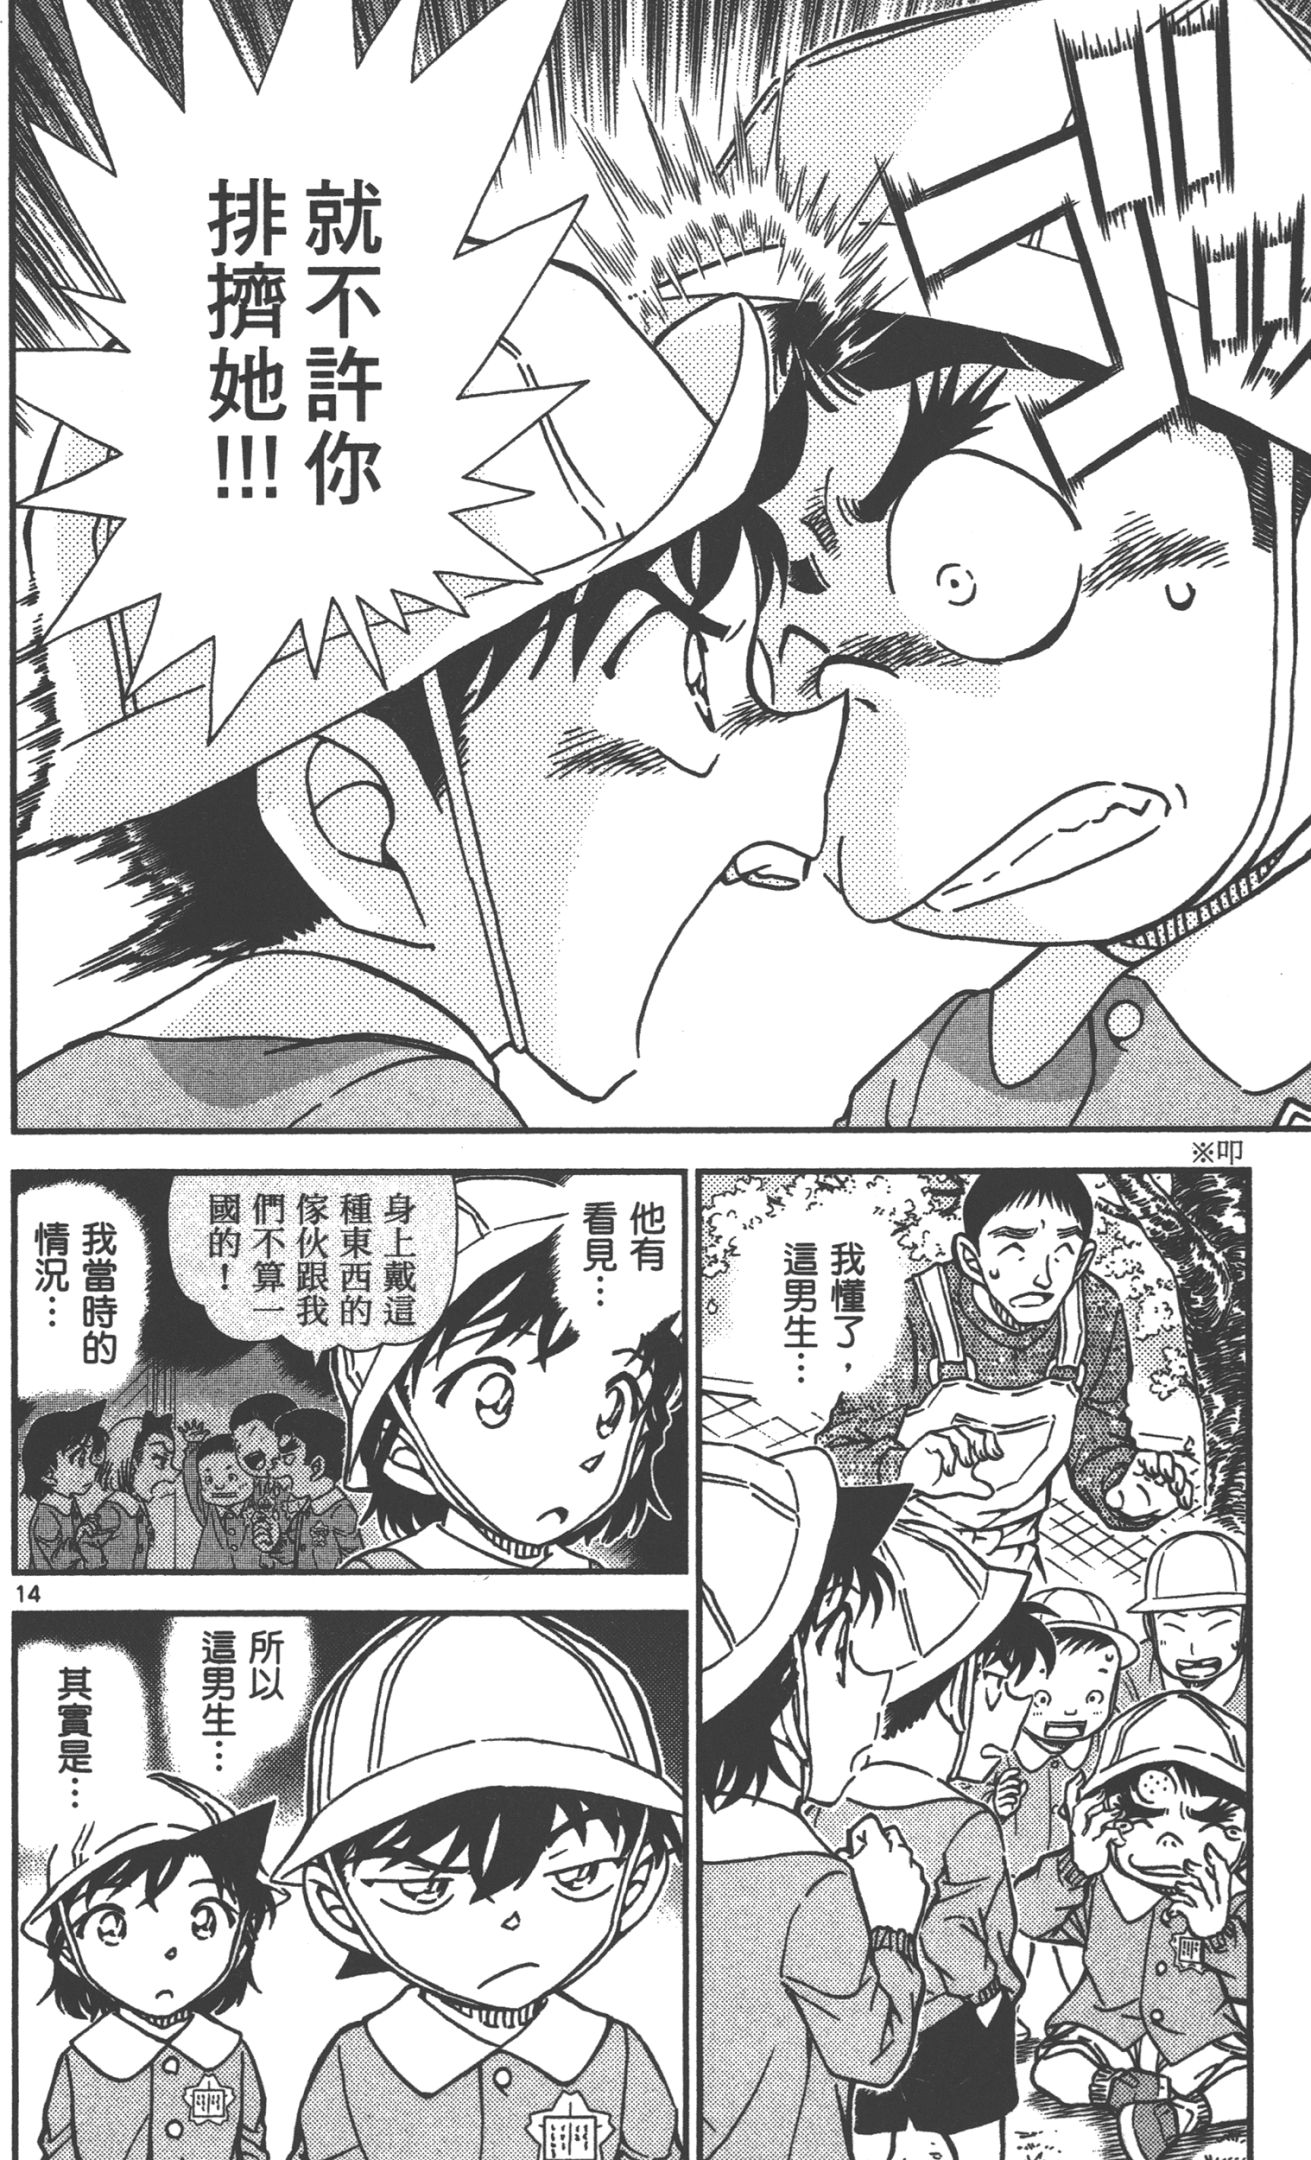 就不許你
排擠她!!!
※叩
我懂了，
這男生…
他有
看見…
身上戴這
種東西的
傢伙跟我
們不算一
國的！
我當時的
情況…
14
所以
這男生…
其實是…